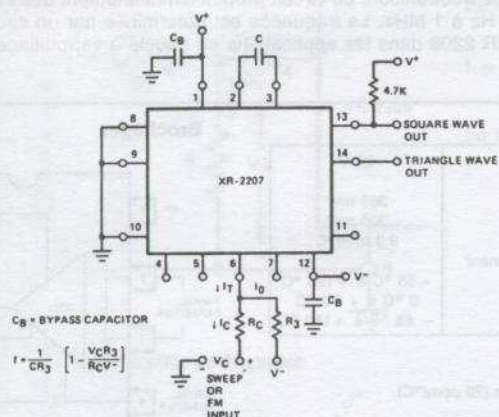 V+
CB
C
V+
1
2
3
4.7K
8
13
SQUARE WAVE
OUT
9
14
TRIANGLE WAVE
OUT
XR-2207
10
11
4
5
6
7
12
V−
↓IT
IO
CB
CB = BYPASS CAPACITOR
↓IC
RC
R3
f = 1/CR3 [1 − VCR3/RCV−]
− VC +
V−
SWEEP
OR
FM
INPUT